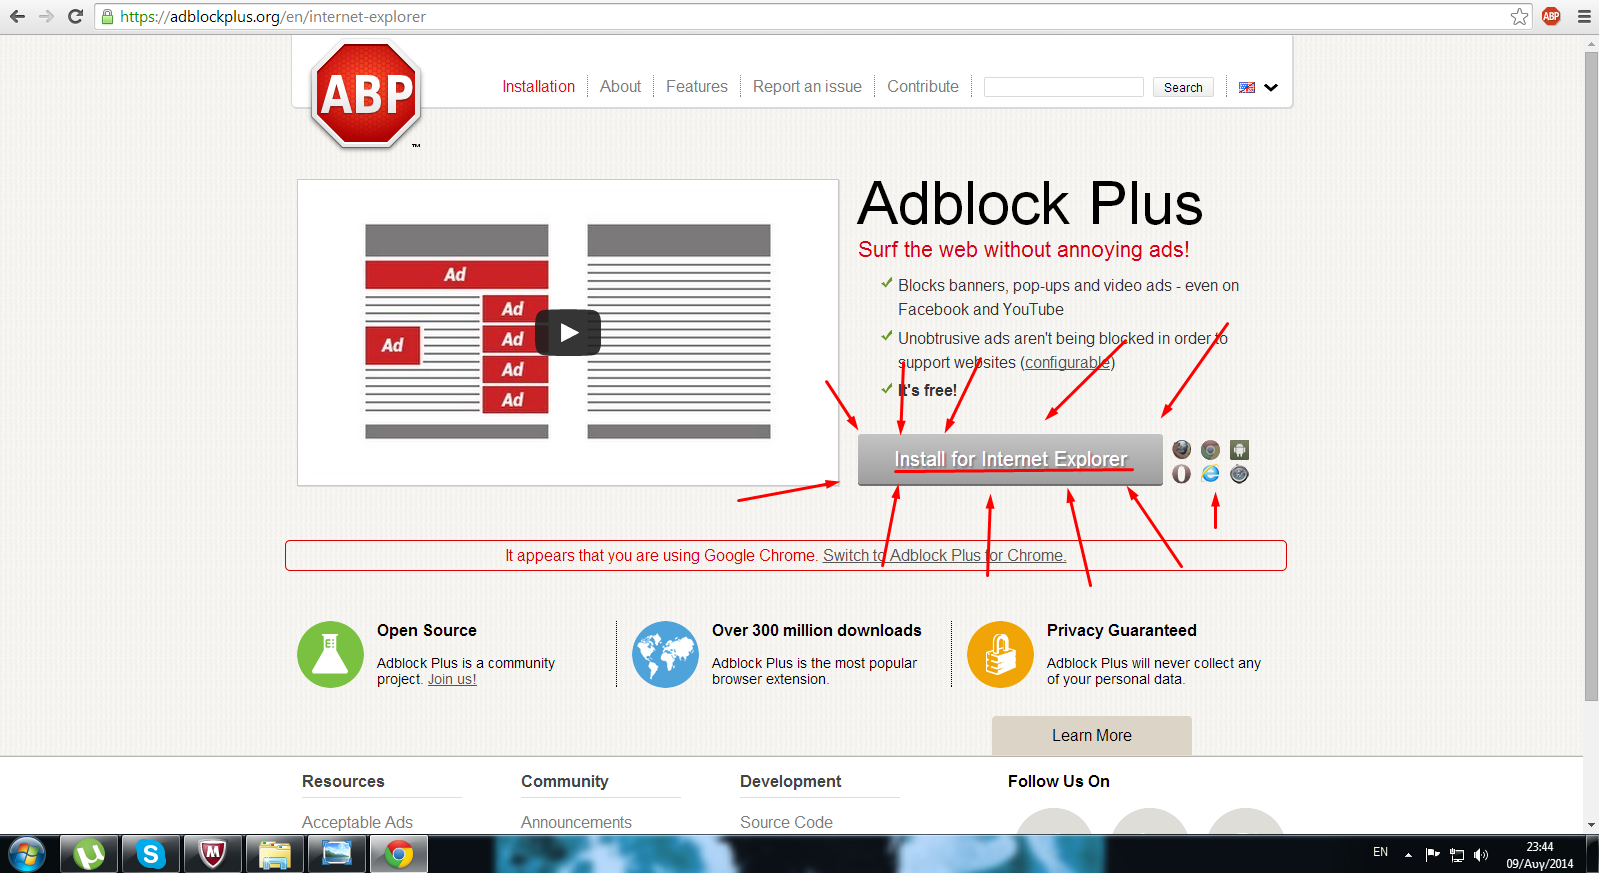 https://adblockplus.org/en/internet-explorer
ABP
ABP
™
Installation
About
Features
Report an issue
Contribute
Search
Ad
Ad
Ad
Ad
Ad
Ad
Adblock Plus
Surf the web without annoying ads!
Blocks banners, pop-ups and video ads - even on
Facebook and YouTube
Unobtrusive ads aren't being blocked in order to
support websites (configurable)
It's free!
Install for Internet Explorer
It appears that you are using Google Chrome. Switch to Adblock Plus for Chrome.
Open Source
Adblock Plus is a community
project. Join us!
Over 300 million downloads
Adblock Plus is the most popular
browser extension.
Privacy Guaranteed
Adblock Plus will never collect any
of your personal data.
Learn More
Resources
Community
Development
Follow Us On
Acceptable Ads
Announcements
Source Code
EN
23:44
09/Αυγ/2014